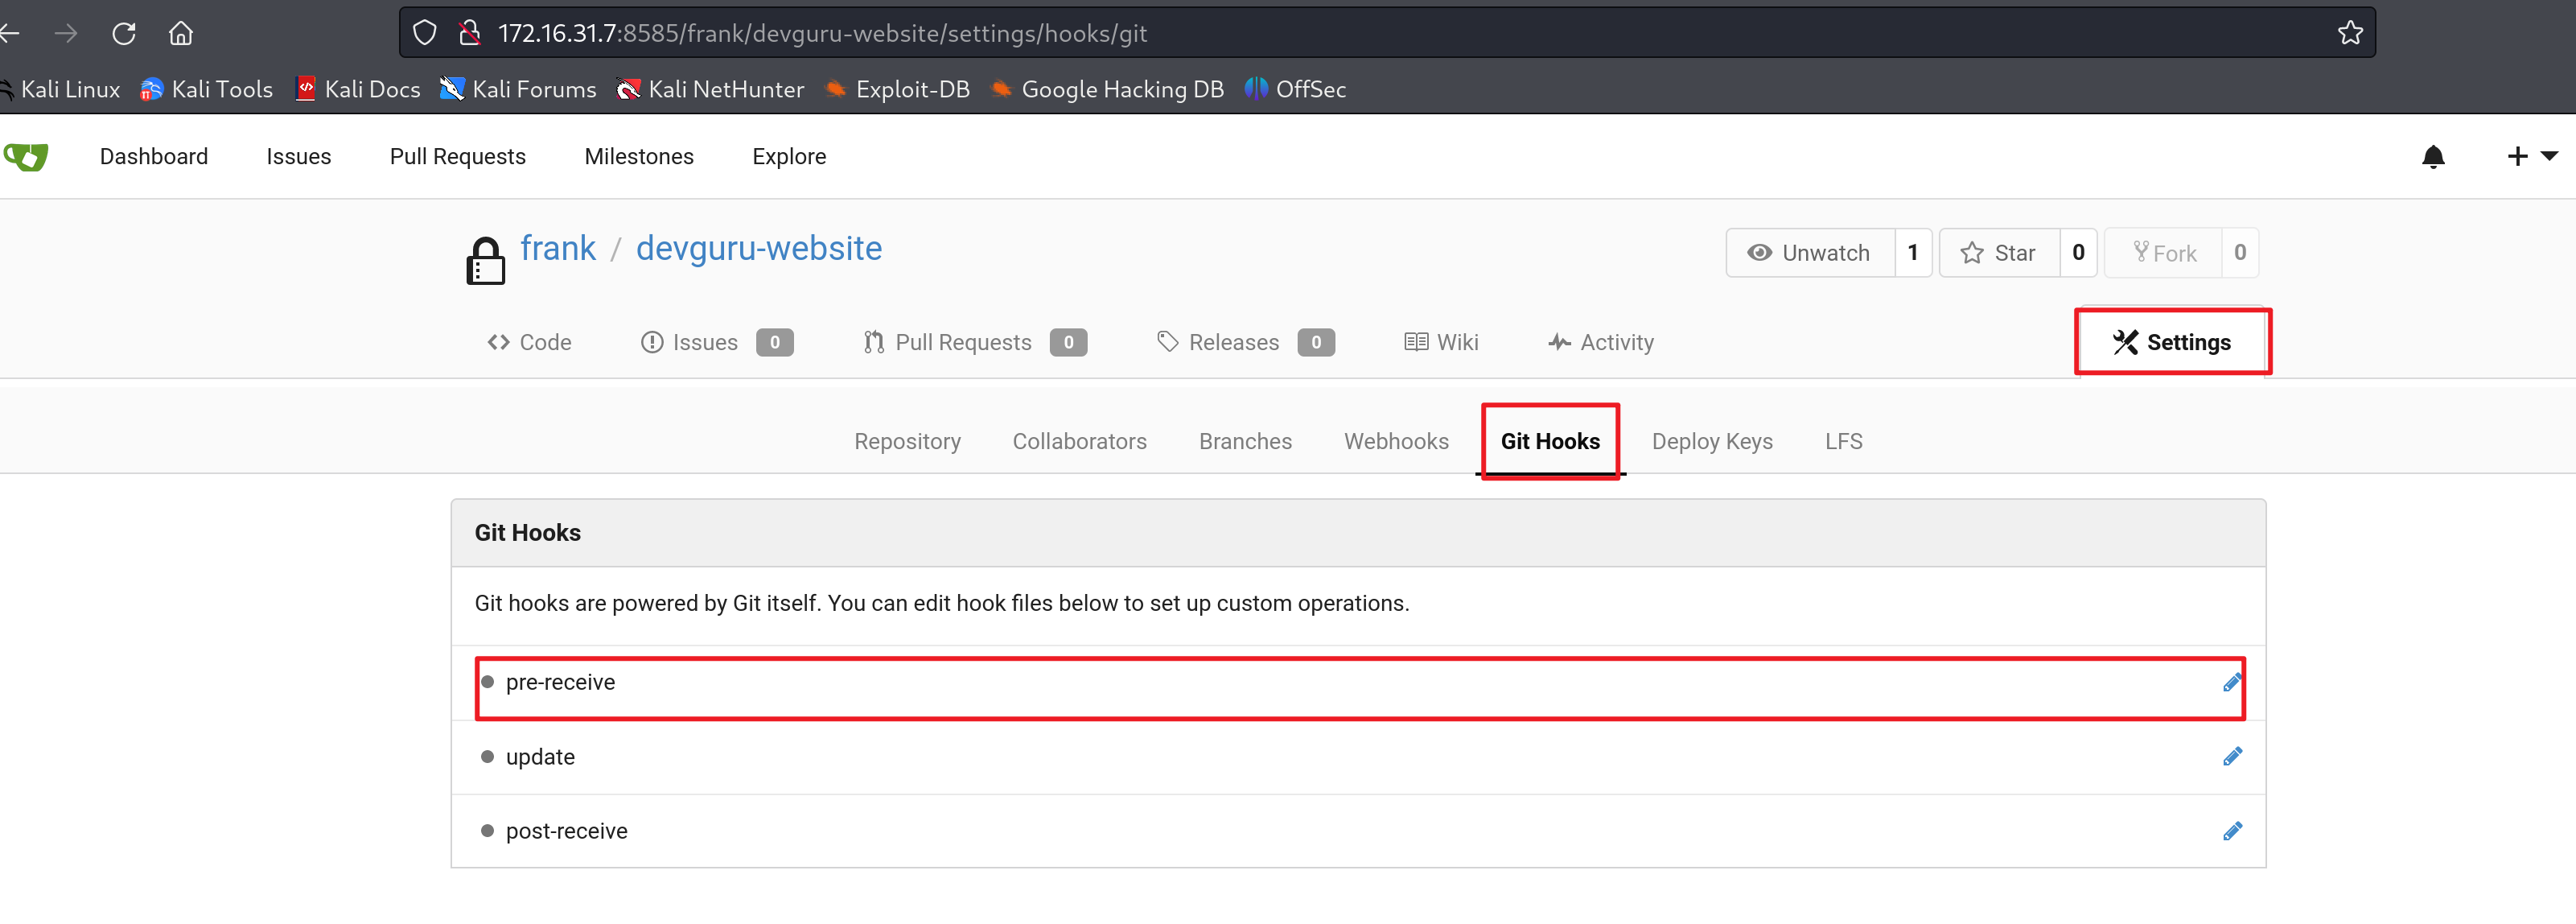 172.16.31.7:8585/frank/devguru-website/settings/hooks/git
Kali Linux Kali Tools Kali Docs Kali Forums Kali NetHunter Exploit-DB Google Hacking DB OffSec
Dashboard Issues Pull Requests Milestones Explore
frank / devguru-website Unwatch 1 Star 0 Fork 0
Code Issues 0 Pull Requests 0 Releases 0 Wiki Activity Settings
Repository Collaborators Branches Webhooks Git Hooks Deploy Keys LFS
Git Hooks
Git hooks are powered by Git itself. You can edit hook files below to set up custom operations.
pre-receive
update
post-receive